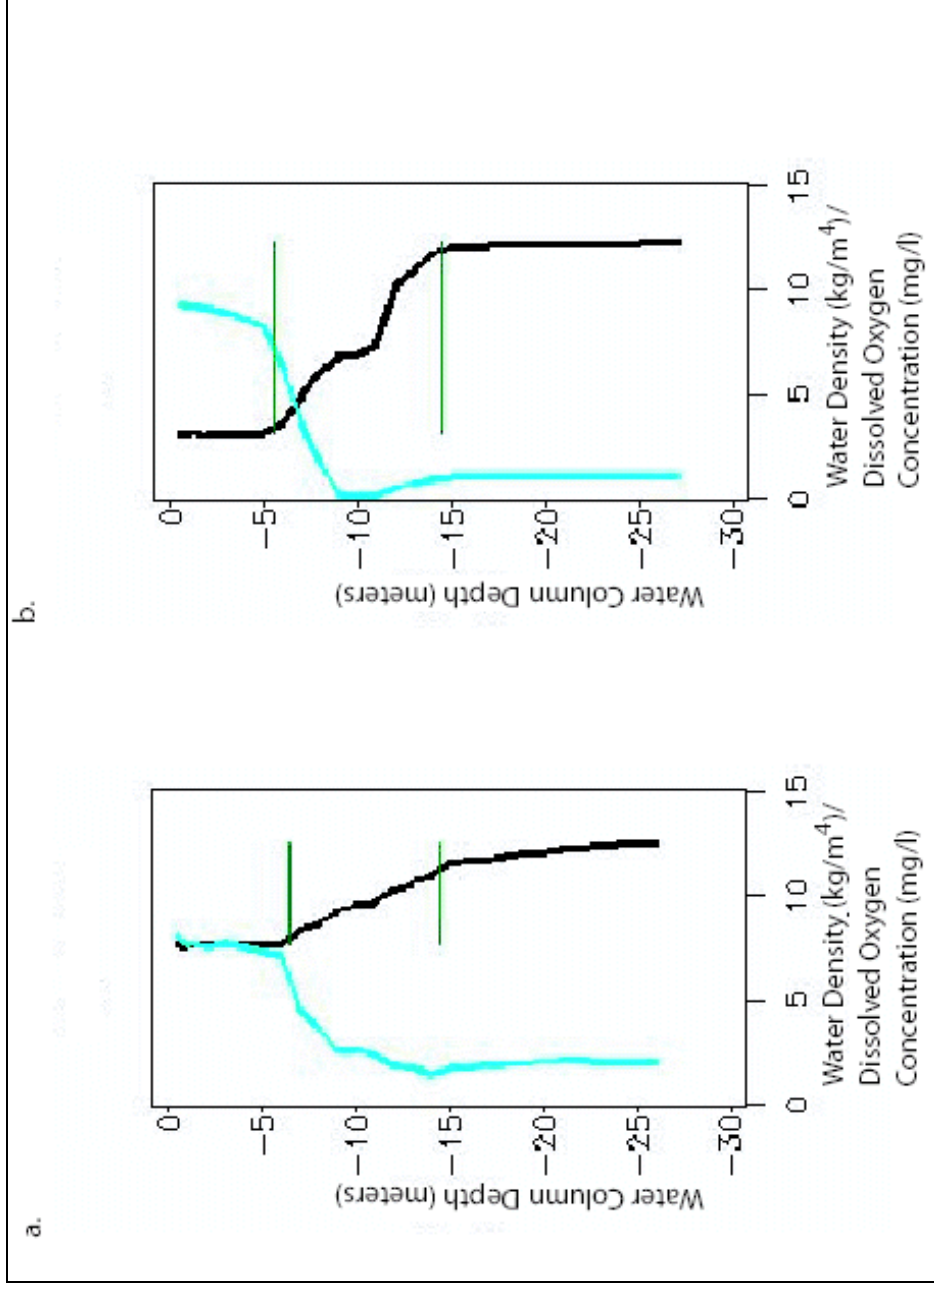 a.
0
−5
−10
−15
−20
−25
−30
Water Column Depth (meters)
0
5
10
15
Water Density (kg/m⁴)/
Dissolved Oxygen
Concentration (mg/l)
b.
0
−5
−10
−15
−20
−25
−30
Water Column Depth (meters)
0
5
10
15
Water Density (kg/m⁴)/
Dissolved Oxygen
Concentration (mg/l)